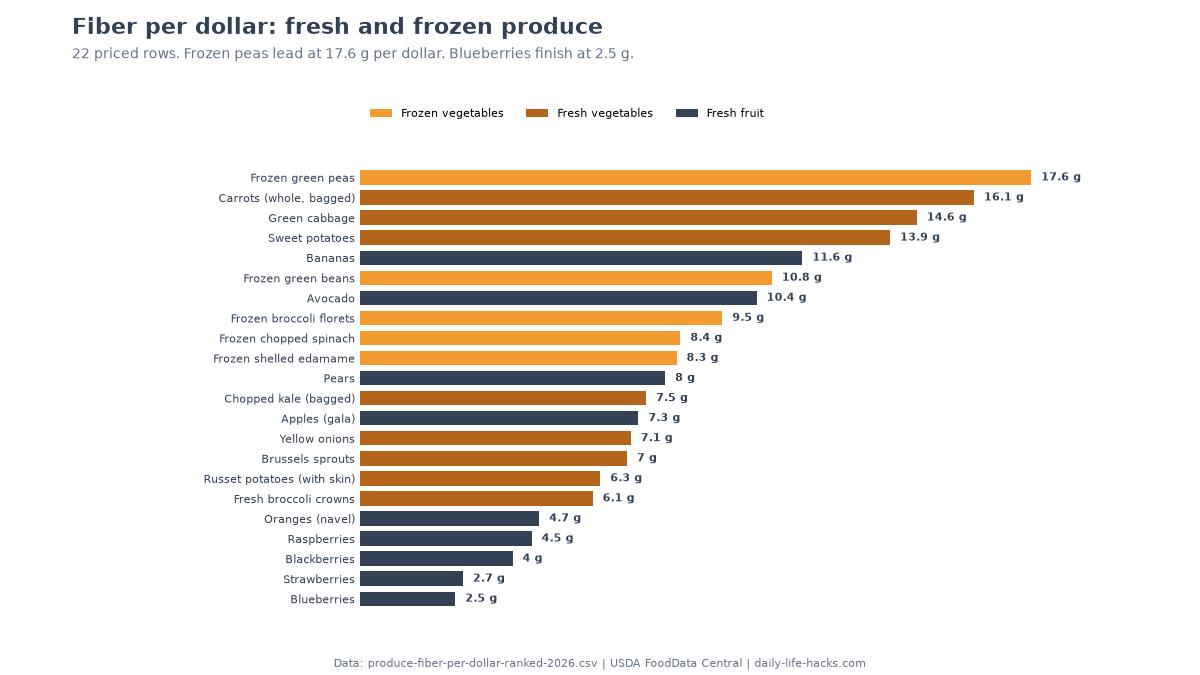 Fiber per dollar: fresh and frozen produce
22 priced rows. Frozen peas lead at 17.6 g per dollar. Blueberries finish at 2.5 g.
Frozen vegetables Fresh vegetables Fresh fruit
Frozen green peas 17.6 g
Carrots (whole, bagged) 16.1 g
Green cabbage 14.6 g
Sweet potatoes 13.9 g
Bananas 11.6 g
Frozen green beans 10.8 g
Avocado 10.4 g
Frozen broccoli florets 9.5 g
Frozen chopped spinach 8.4 g
Frozen shelled edamame 8.3 g
Pears 8 g
Chopped kale (bagged) 7.5 g
Apples (gala) 7.3 g
Yellow onions 7.1 g
Brussels sprouts 7 g
Russet potatoes (with skin) 6.3 g
Fresh broccoli crowns 6.1 g
Oranges (navel) 4.7 g
Raspberries 4.5 g
Blackberries 4 g
Strawberries 2.7 g
Blueberries 2.5 g
Data: produce-fiber-per-dollar-ranked-2026.csv | USDA FoodData Central | daily-life-hacks.com